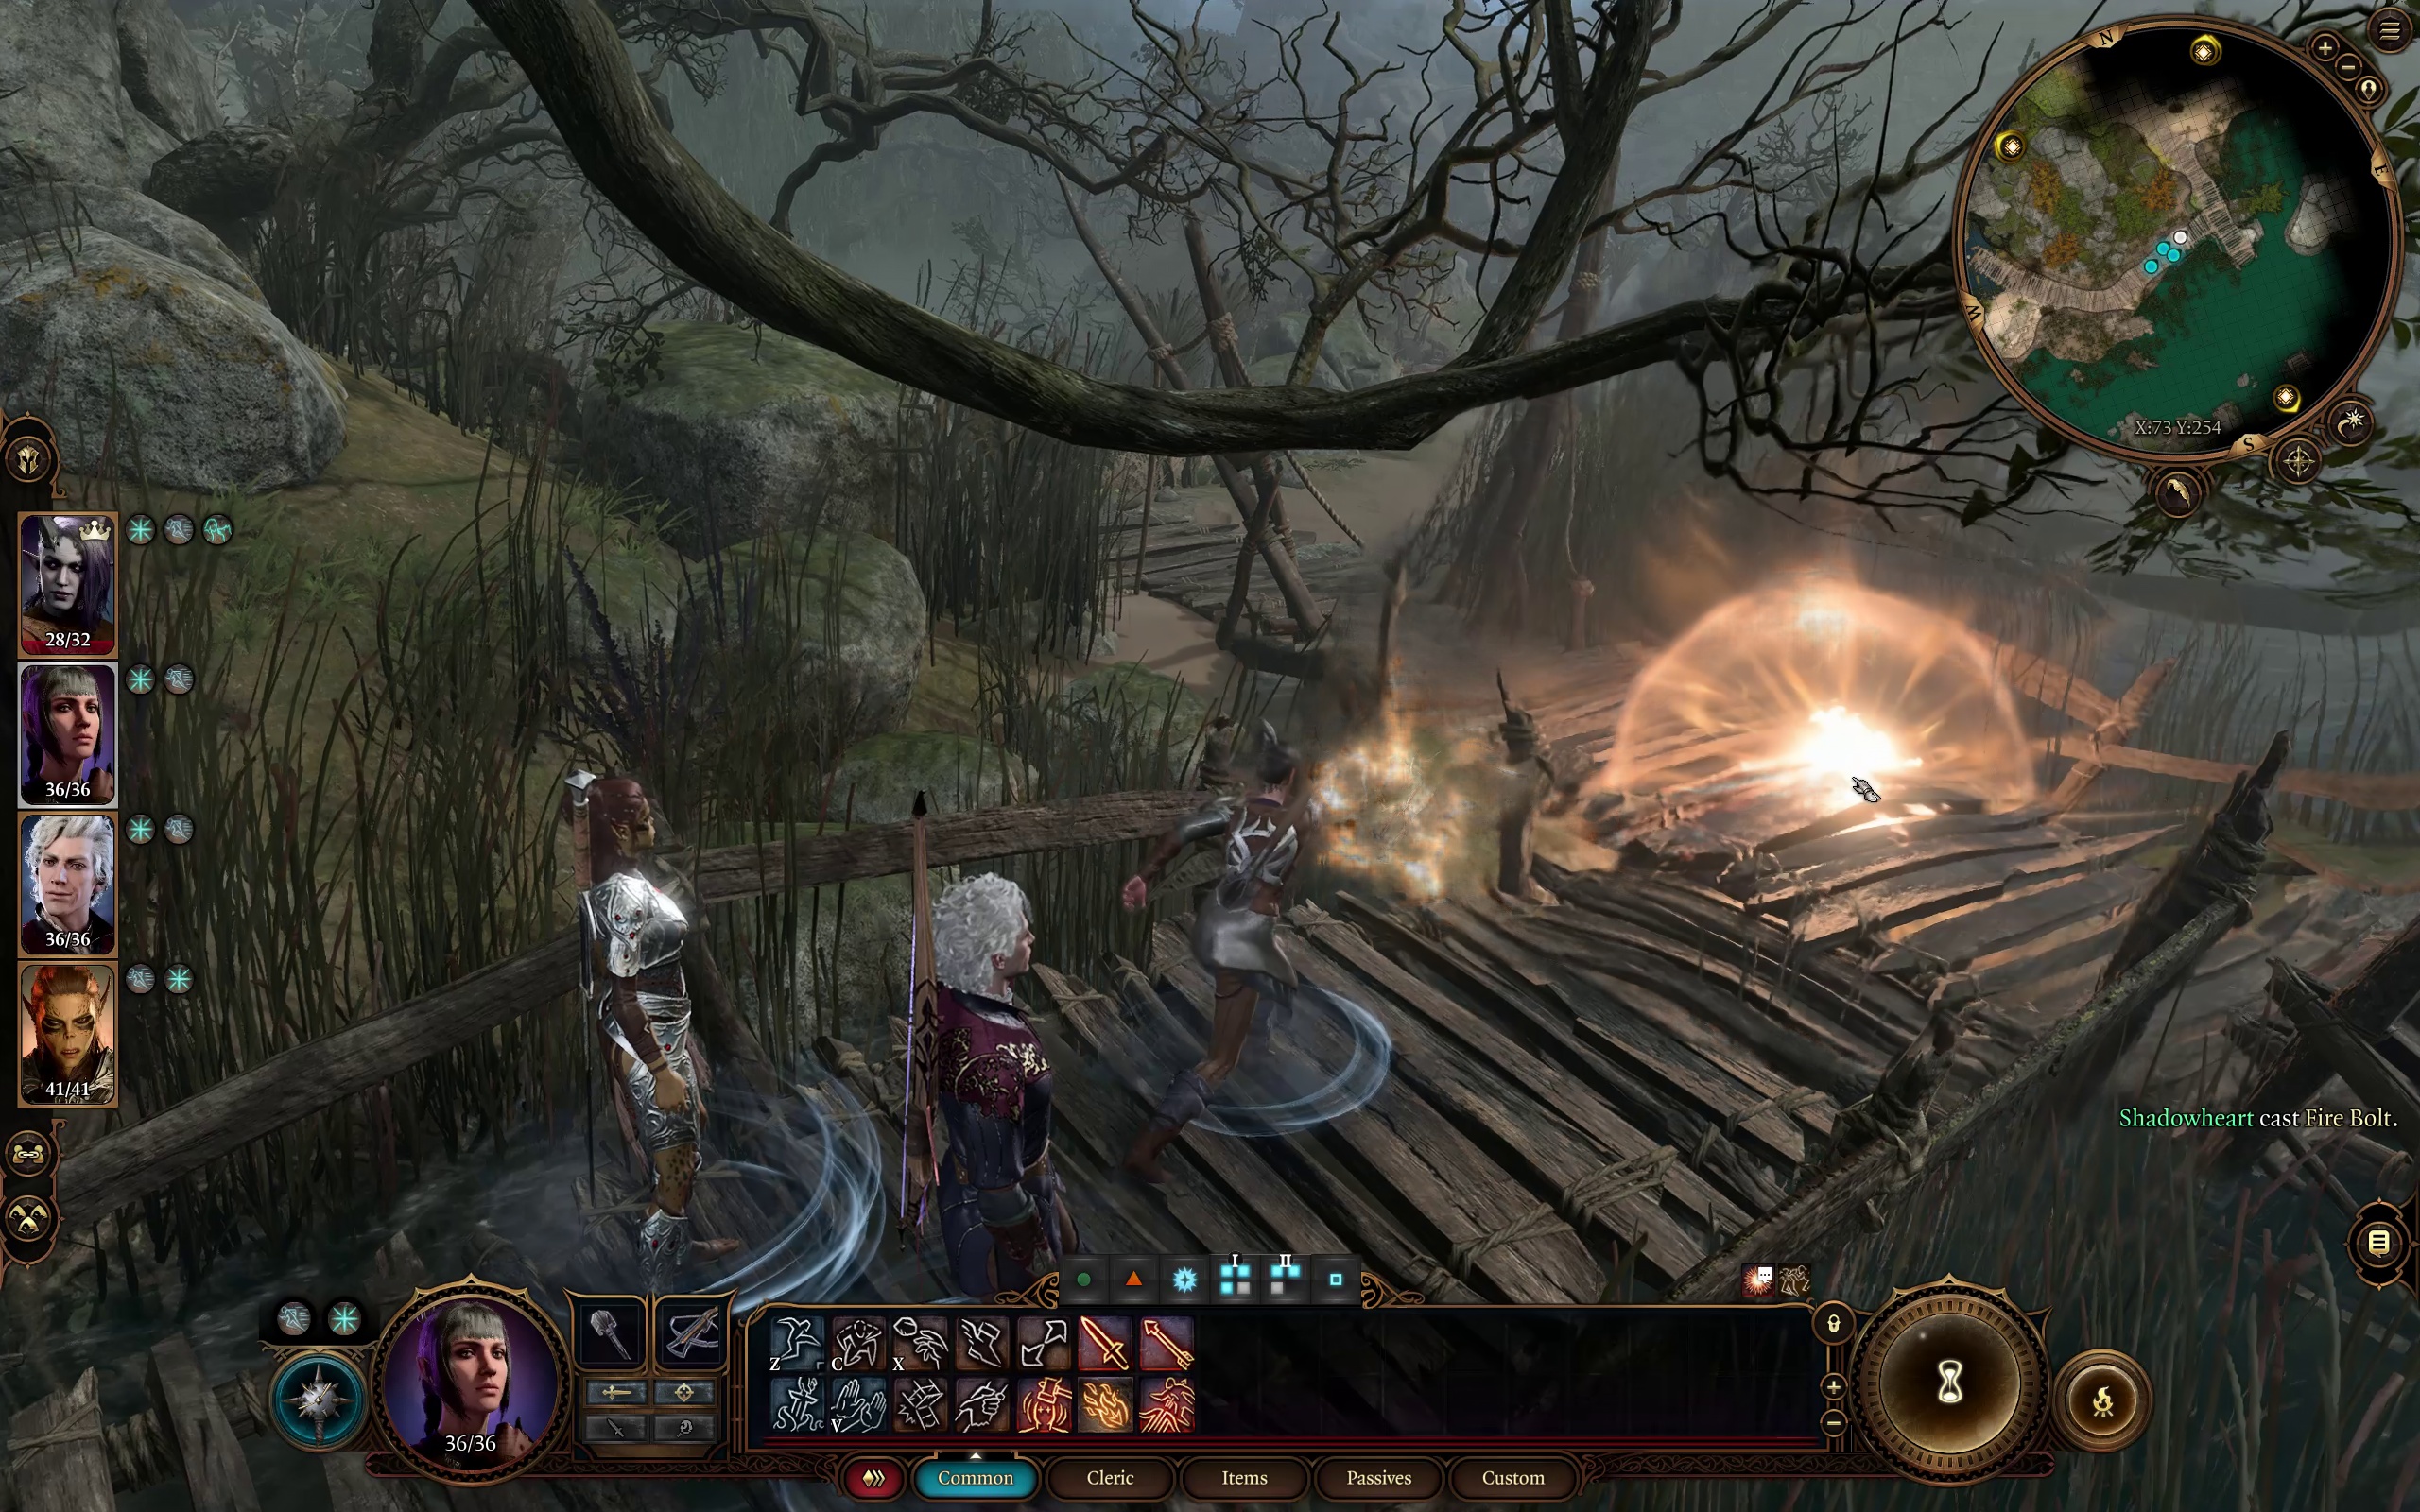 N
E
W
S
X:73 Y:254
28/32
36/36
36/36
41/41
Shadowheart cast Fire Bolt.
I II
Z C X
V
36/36
Common Cleric Items Passives Custom